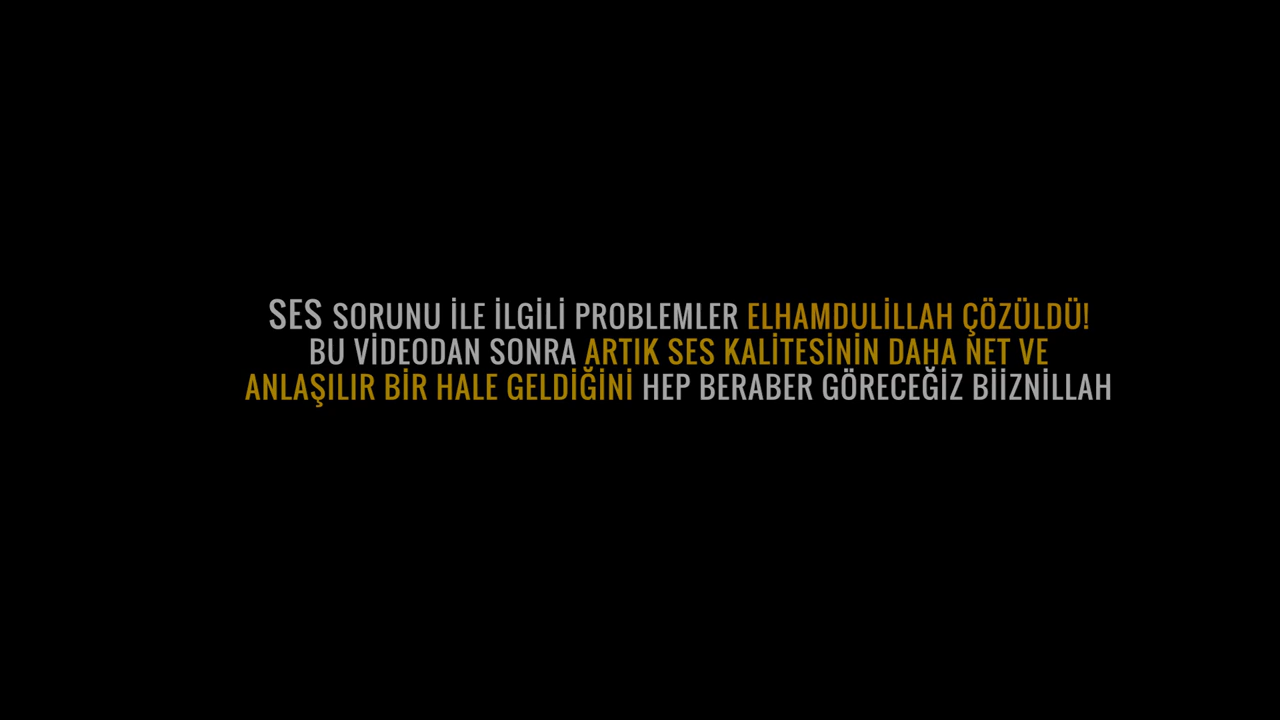 SES SORUNU İLE İLGİLİ PROBLEMLER ELHAMDULİLLAH ÇÖZÜLDÜ!
BU VİDEODAN SONRA ARTIK SES KALİTESİNİN DAHA NET VE
ANLAŞILIR BİR HALE GELDİĞİNİ HEP BERABER GÖRECEĞİZ BİİZNİLLAH